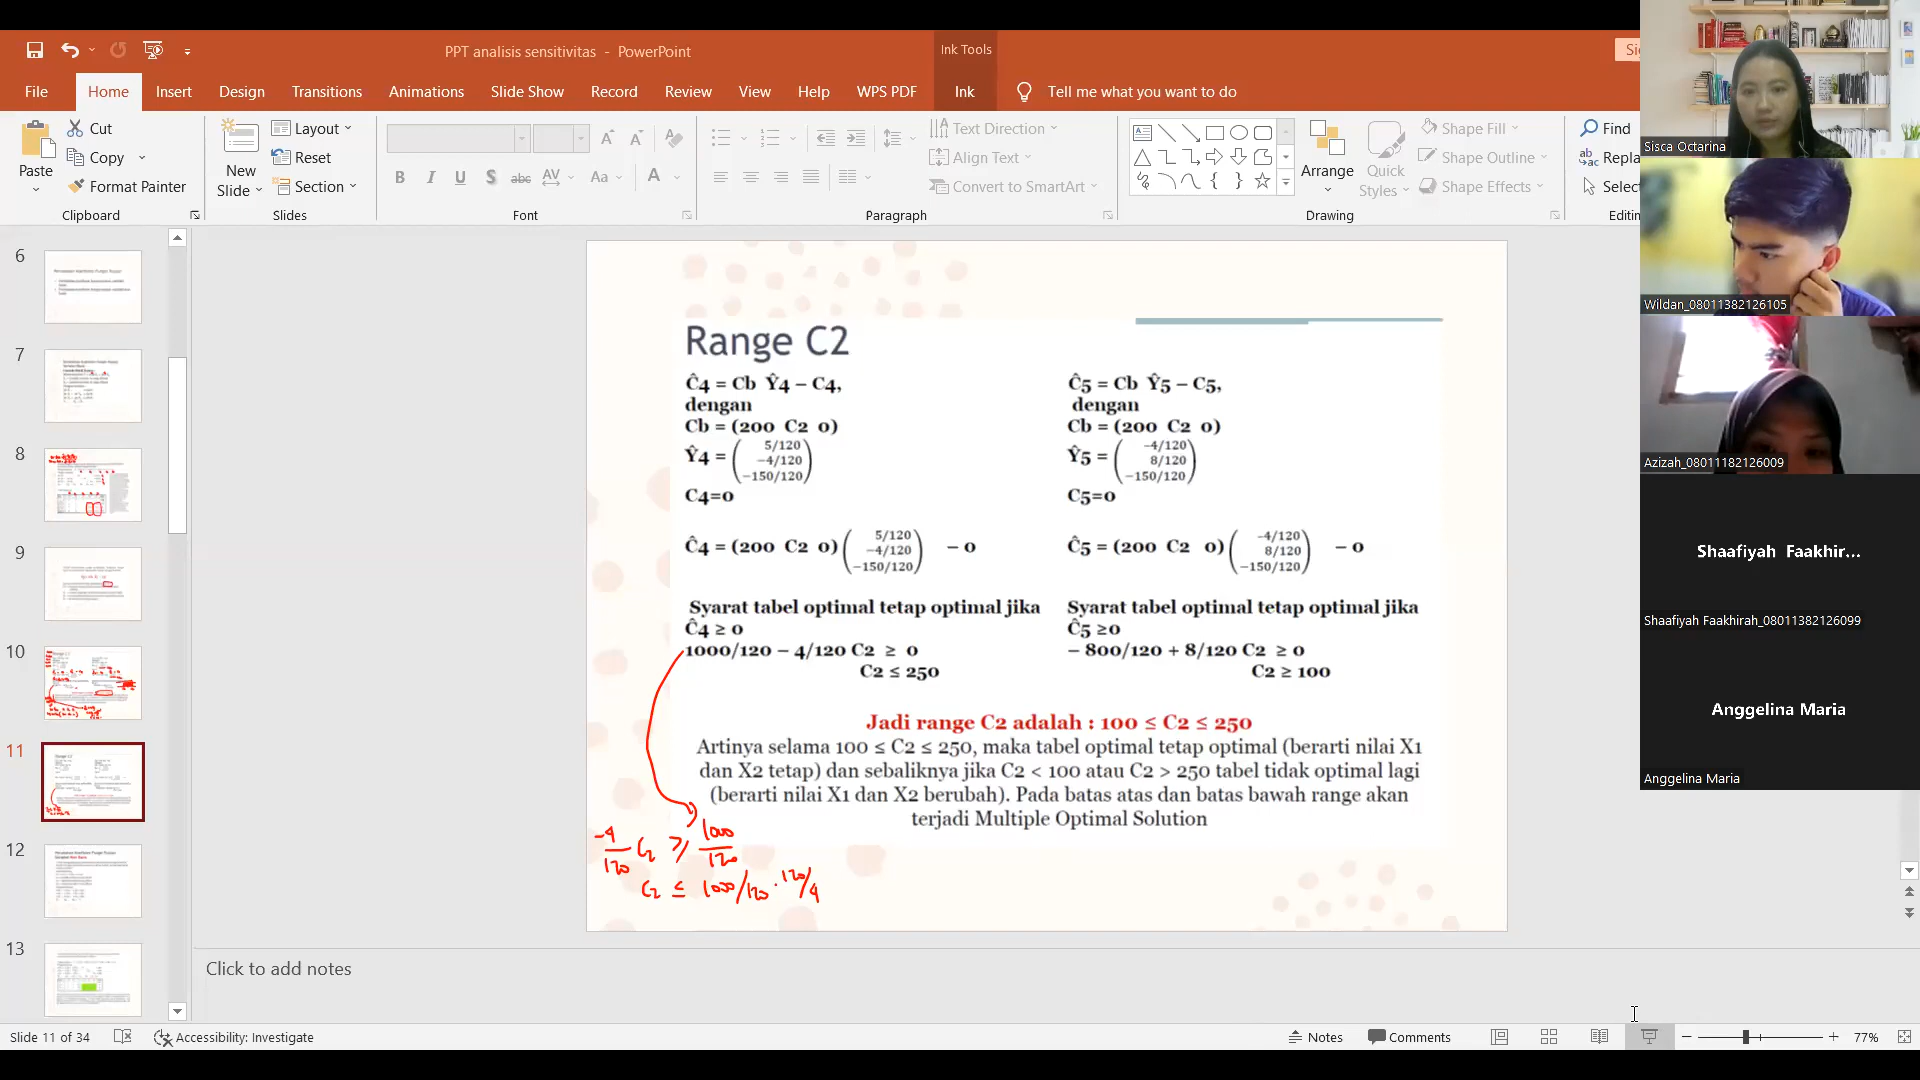 PPT analisis sensitivitas - PowerPoint
Ink Tools
File Home Insert Design Transitions Animations Slide Show Record Review View Help WPS PDF Ink Tell me what you want to do
Paste
Cut
Copy
Format Painter
Clipboard
New Slide
Layout
Reset
Section
Slides
Font
Text Direction
Align Text
Convert to SmartArt
Paragraph
Arrange
Quick Styles
Shape Fill
Shape Outline
Shape Effects
Drawing
Find
Repla
Select
Editin
6
7
8
9
10
11
12
13
Range C2
Ĉ4 = Cb Ŷ4 – C4,
dengan
Cb = (200 C2 0)
Ŷ4 = ( 5/120
−4/120
−150/120 )
C4=0
Ĉ4 = (200 C2 0) ( 5/120
−4/120
−150/120 ) – 0
Syarat tabel optimal tetap optimal jika
Ĉ4 ≥ 0
1000/120 – 4/120 C2 ≥ 0
C2 ≤ 250
Ĉ5 = Cb Ŷ5 – C5,
dengan
Cb = (200 C2 0)
Ŷ5 = ( −4/120
8/120
−150/120 )
C5=0
Ĉ5 = (200 C2 0) ( −4/120
8/120
−150/120 ) – 0
Syarat tabel optimal tetap optimal jika
Ĉ5 ≥0
– 800/120 + 8/120 C2 ≥ 0
C2 ≥ 100
Jadi range C2 adalah : 100 ≤ C2 ≤ 250
Artinya selama 100 ≤ C2 ≤ 250, maka tabel optimal tetap optimal (berarti nilai X1
dan X2 tetap) dan sebaliknya jika C2 < 100 atau C2 > 250 tabel tidak optimal lagi
(berarti nilai X1 dan X2 berubah). Pada batas atas dan batas bawah range akan
terjadi Multiple Optimal Solution
-4/120 C2 ≥ 1000/120
C2 ≤ 1000/120 . 120/4
Click to add notes
Slide 11 of 34
Accessibility: Investigate
Notes
Comments
77%
Sisca Octarina
Wildan_08011382126105
Azizah_08011182126009
Shaafiyah Faakhir...
Shaafiyah Faakhirah_08011382126099
Anggelina Maria
Anggelina Maria